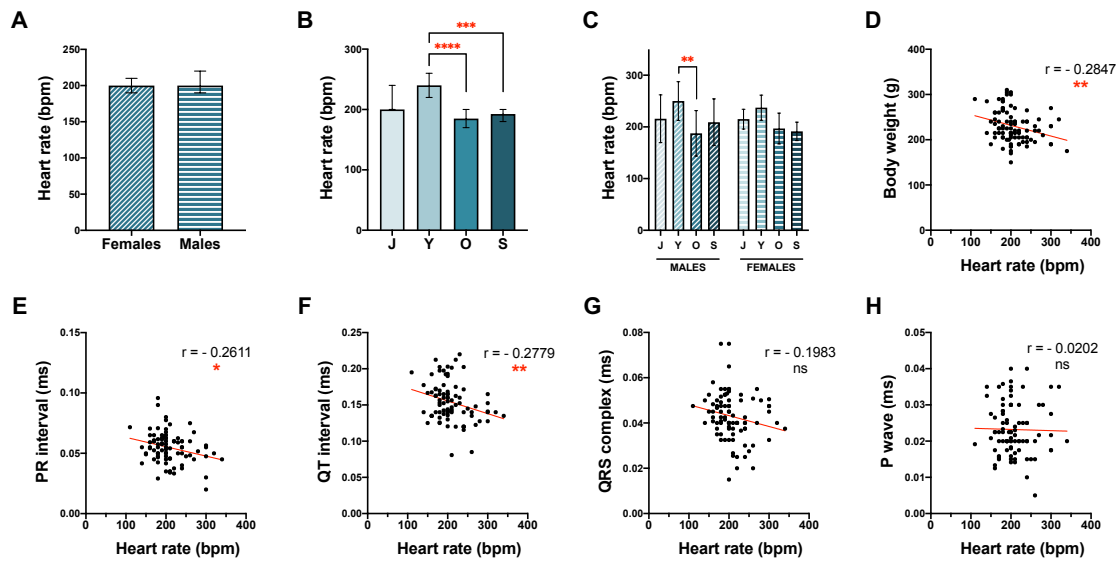 A
Heart rate (bpm)
250
200
150
100
50
0
Females Males
B
Heart rate (bpm)
300
200
100
0
***
****
J Y O S
C
Heart rate (bpm)
300
200
100
0
**
J Y O S J Y O S
MALES FEMALES
D
Body weight (g)
400
300
200
100
0
r = - 0.2847
**
0 100 200 300 400
Heart rate (bpm)
E
PR interval (ms)
0.15
0.10
0.05
0.00
r = - 0.2611
*
0 100 200 300 400
Heart rate (bpm)
F
QT interval (ms)
0.25
0.20
0.15
0.10
0.05
0.00
r = - 0.2779
**
0 100 200 300 400
Heart rate (bpm)
G
QRS complex (ms)
0.08
0.06
0.04
0.02
0.00
r = - 0.1983
ns
0 100 200 300 400
Heart rate (bpm)
H
P wave (ms)
0.05
0.04
0.03
0.02
0.01
0.00
r = - 0.0202
ns
0 100 200 300 400
Heart rate (bpm)